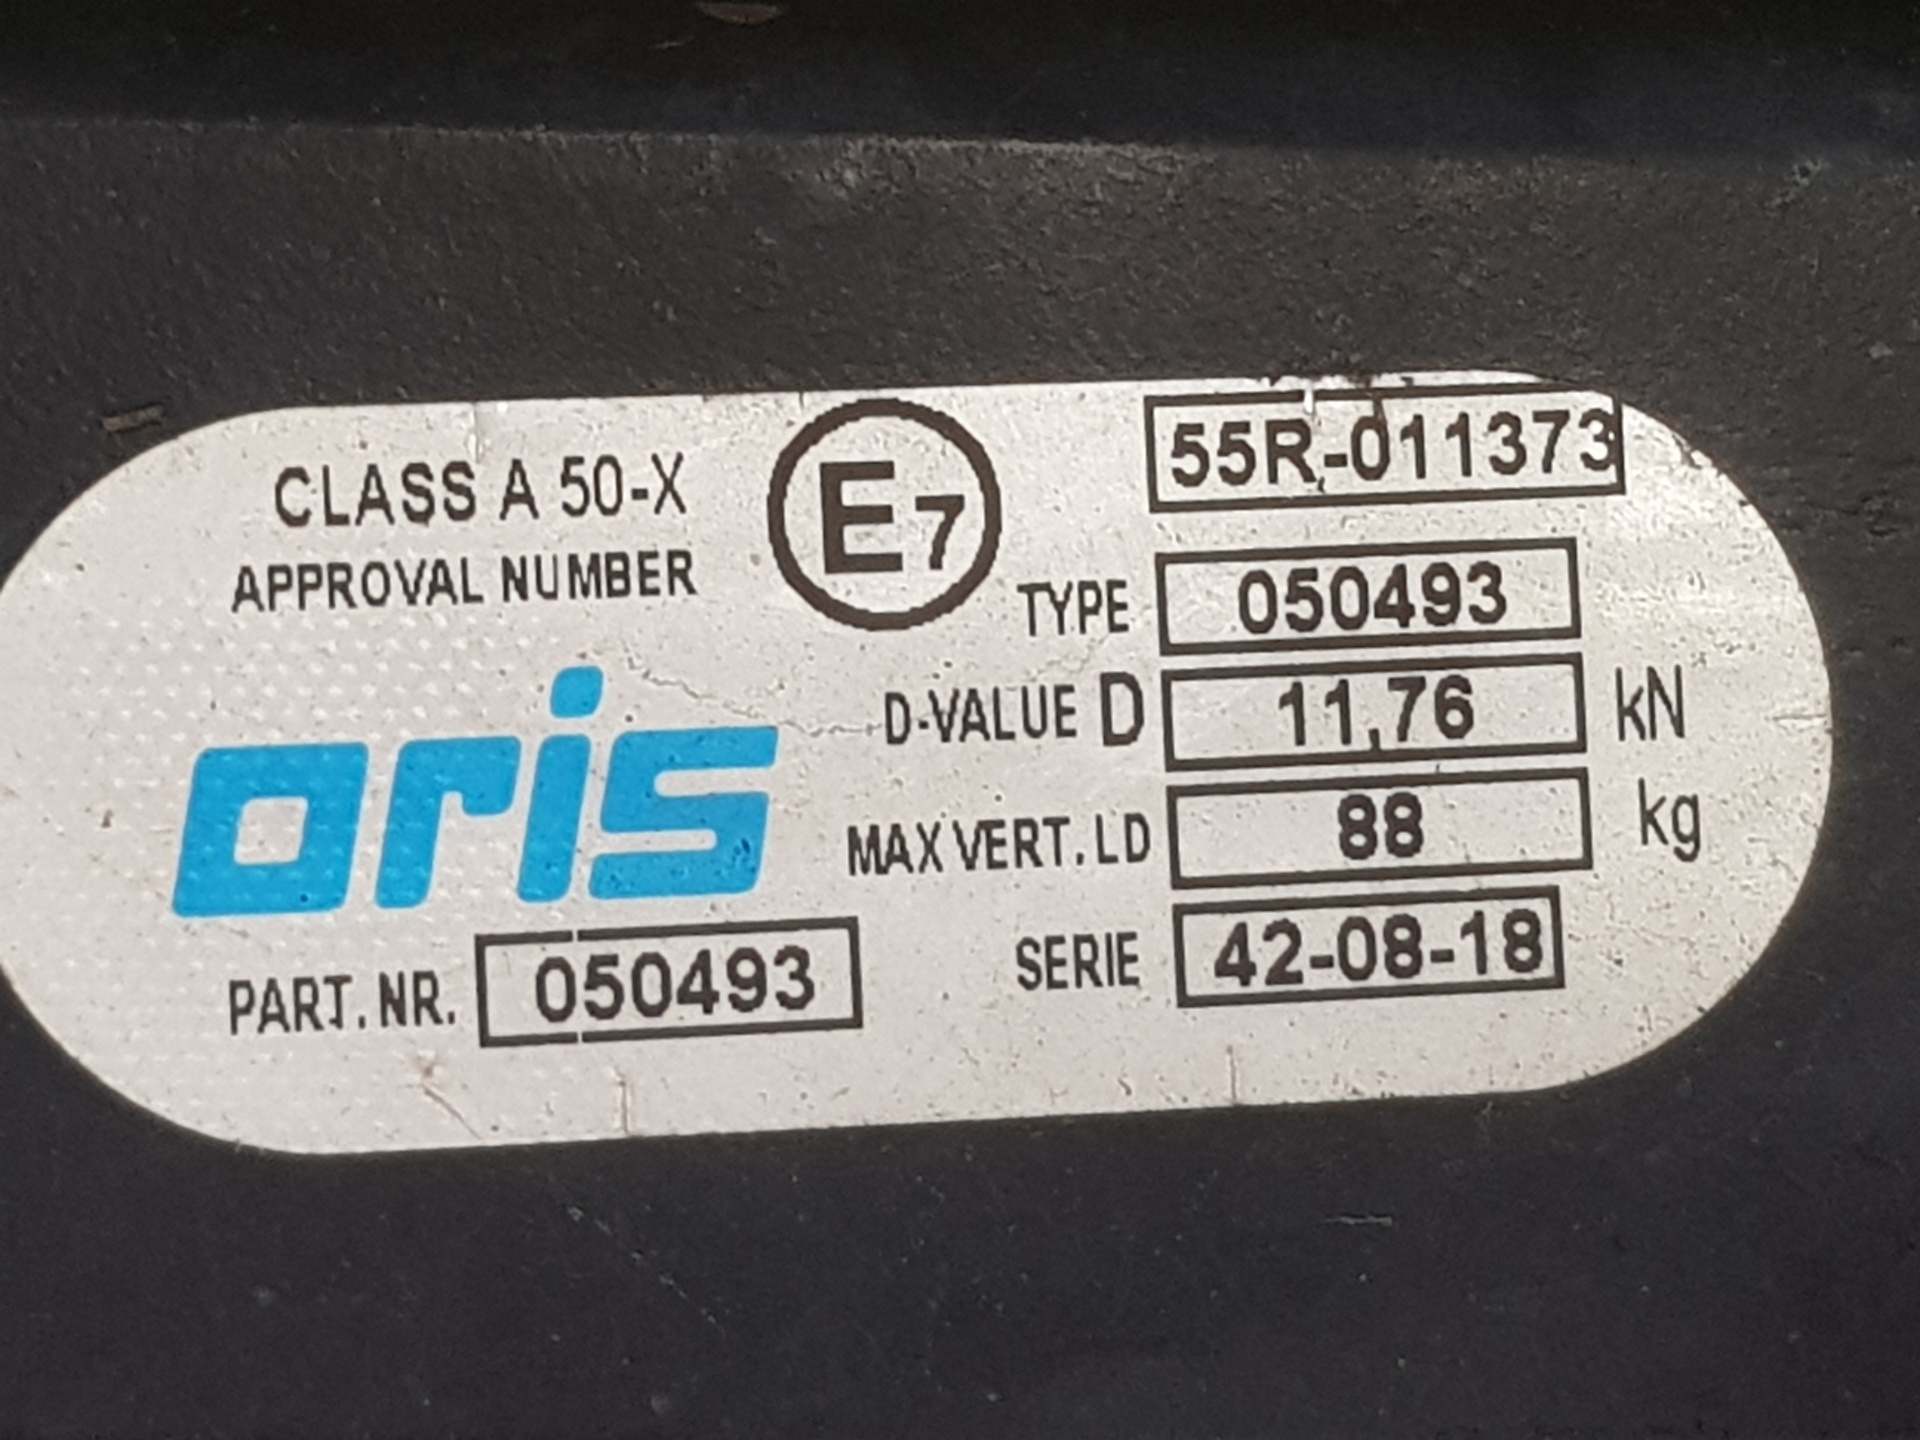 CLASS A 50-X
APPROVAL NUMBER
E7
55R-011373
TYPE 050493
oris
D-VALUE D 11,76 kN
MAX VERT. LD 88 kg
PART. NR. 050493
SERIE 42-08-18